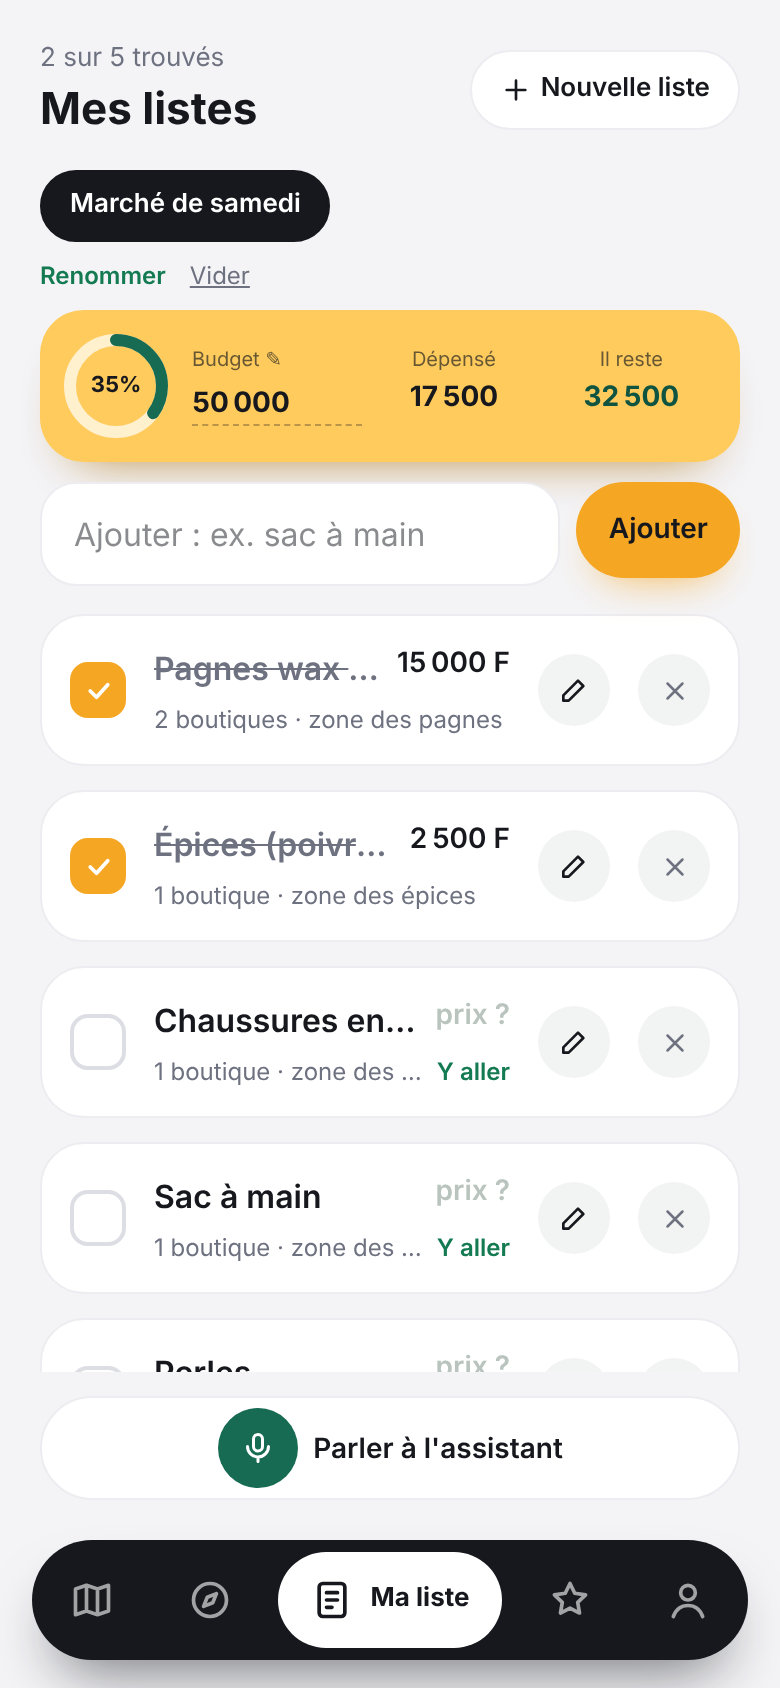 2 sur 5 trouvés
Mes listes
+ Nouvelle liste
Marché de samedi
Renommer Vider
35%
Budget ✎
50 000
Dépensé
17 500
Il reste
32 500
Ajouter : ex. sac à main
Ajouter
Pagnes wax ... 15 000 F
2 boutiques · zone des pagnes
Épices (poivr... 2 500 F
1 boutique · zone des épices
Chaussures en... prix ?
1 boutique · zone des ... Y aller
Sac à main prix ?
1 boutique · zone des ... Y aller
Perles prix ?
Parler à l'assistant
Ma liste